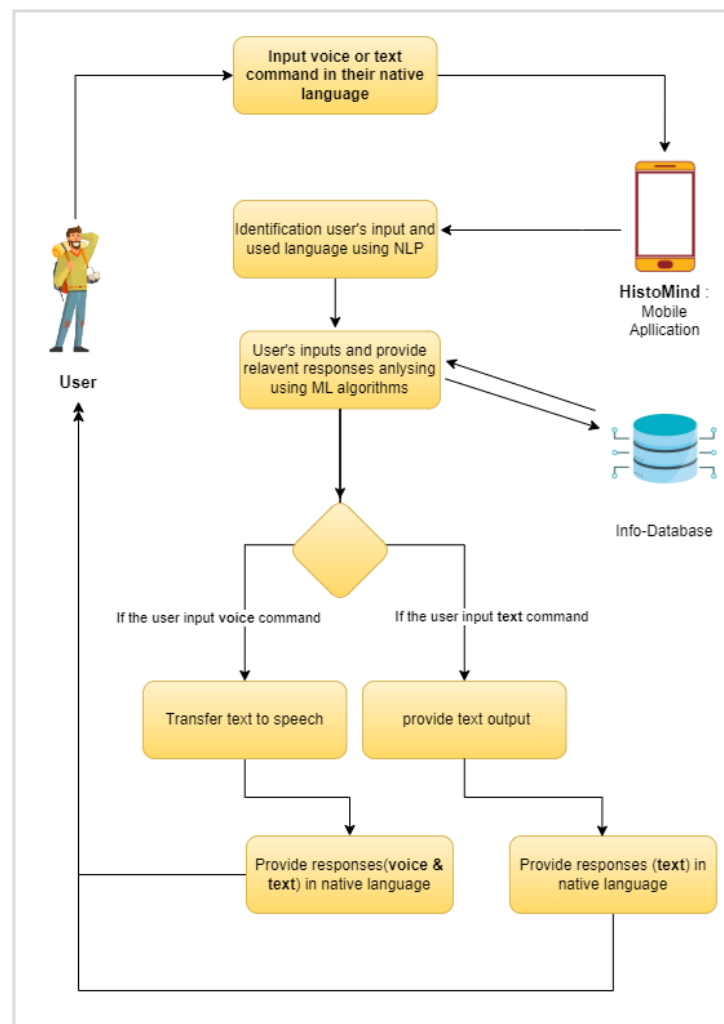 Input voice or text
command in their native
language
Identification user's input and
used language using NLP
HistoMind :
Mobile
Apllication
User's inputs and provide
relavent responses anlysing
using ML algorithms
User
Info-Database
If the user input voice command
If the user input text command
Transfer text to speech
provide text output
Provide responses(voice &
text) in native language
Provide responses (text) in
native language